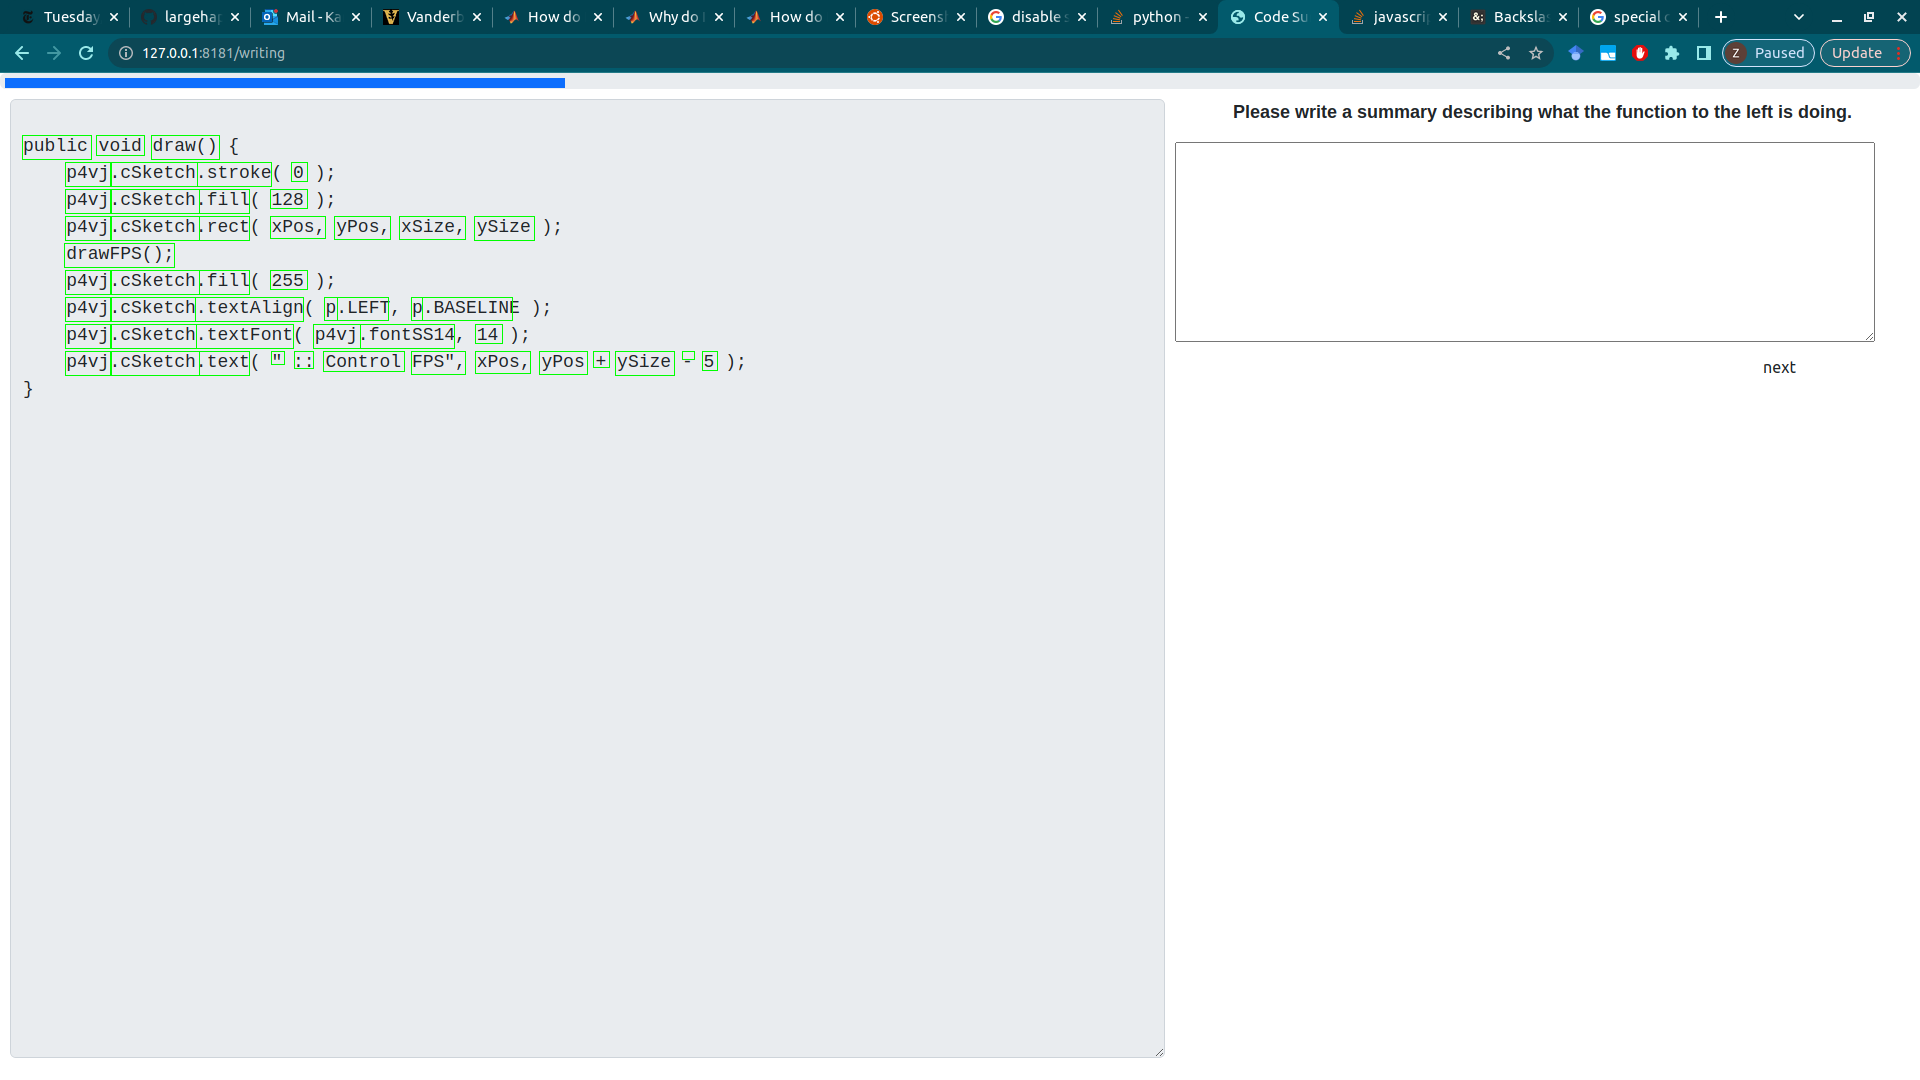 Tuesday largehap Mail - Ka Vanderb How do Why do How do Screensh disable s python - Code Su javascrip Backslas special c
127.0.0.1:8181/writing Z Paused Update
Please write a summary describing what the function to the left is doing.
public void draw() {
p4vj.cSketch.stroke( 0 );
p4vj.cSketch.fill( 128 );
p4vj.cSketch.rect( xPos, yPos, xSize, ySize );
drawFPS();
p4vj.cSketch.fill( 255 );
p4vj.cSketch.textAlign( p.LEFT, p.BASELINE );
p4vj.cSketch.textFont( p4vj.fontSS14, 14 );
p4vj.cSketch.text( " :: Control FPS", xPos, yPos + ySize - 5 );
}
next